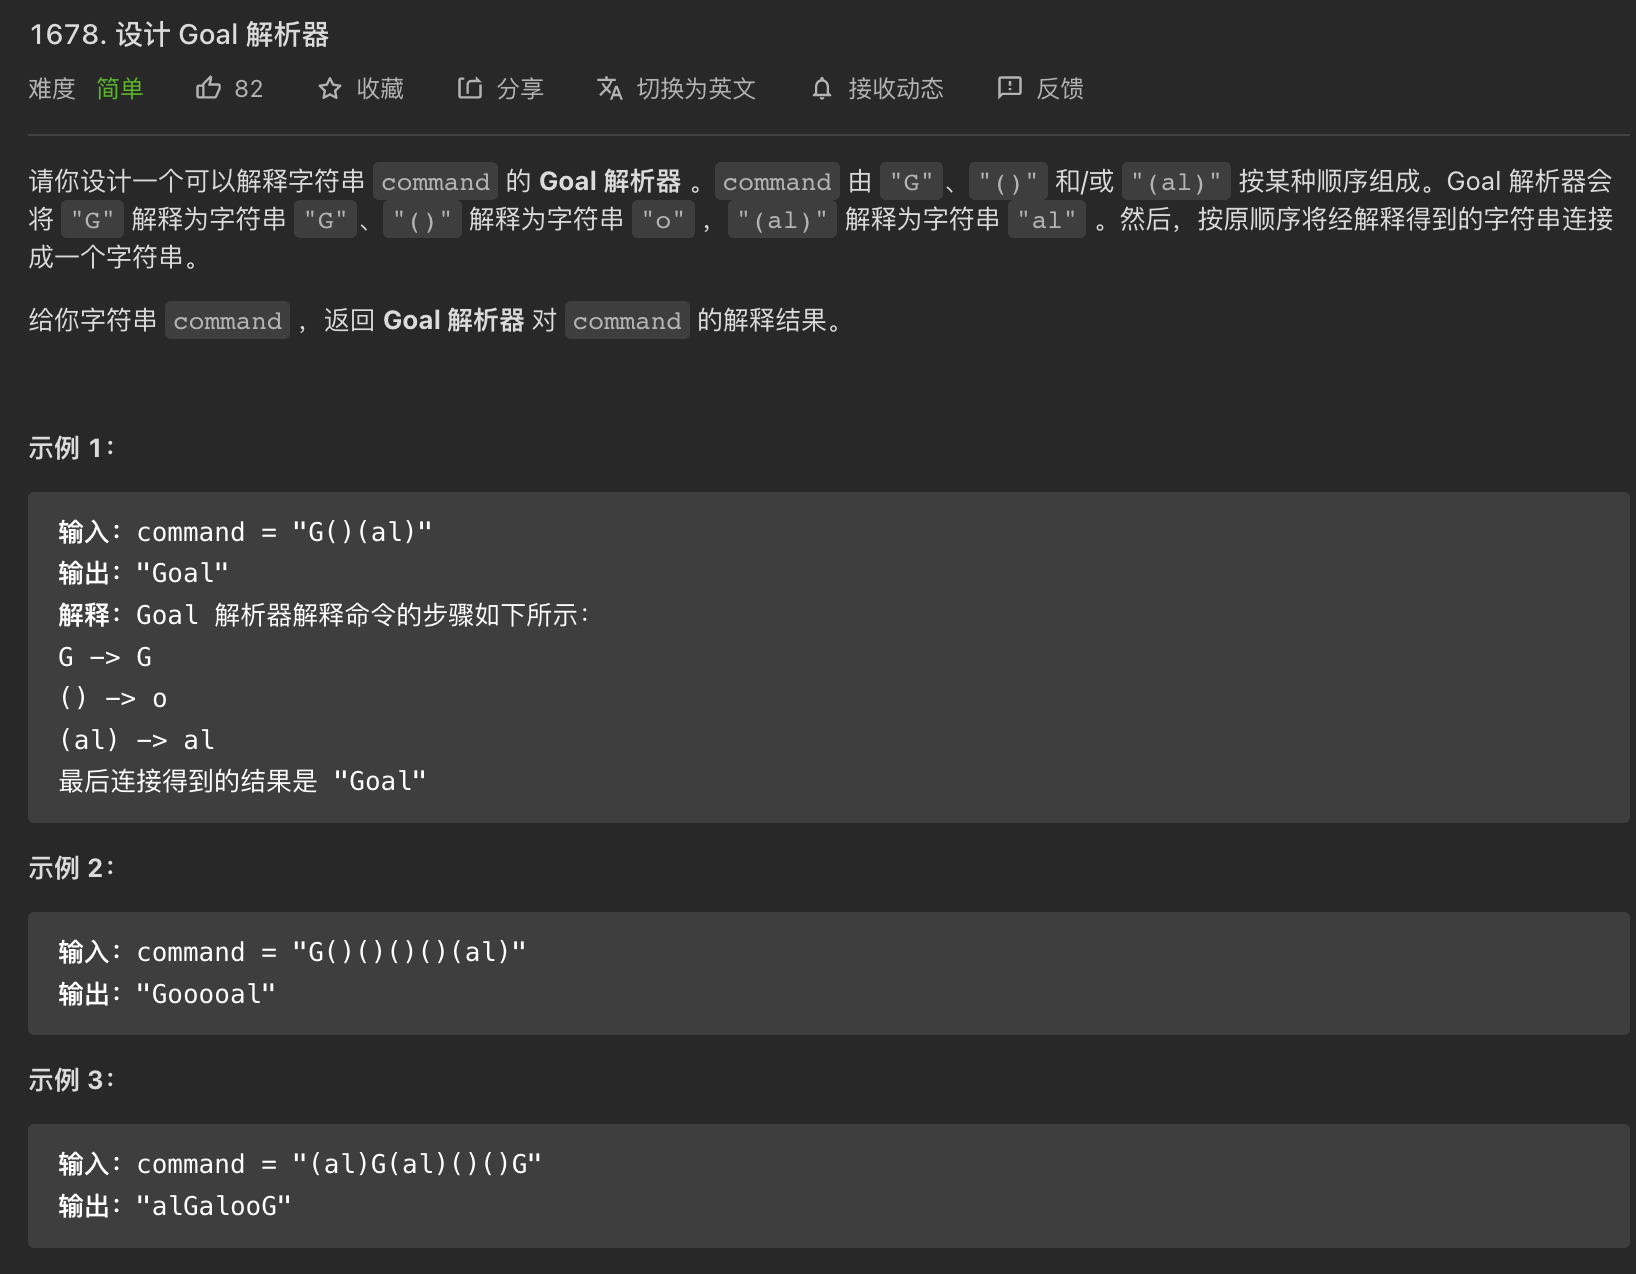 1678. 设计 Goal 解析器
难度 简单 82 收藏 分享 切换为英文 接收动态 反馈
请你设计一个可以解释字符串 command 的 Goal 解析器 。command 由 "G"、"()" 和/或 "(al)" 按某种顺序组成。Goal 解析器会
将 "G" 解释为字符串 "G"、"()" 解释为字符串 "o" ，"(al)" 解释为字符串 "al" 。然后，按原顺序将经解释得到的字符串连接
成一个字符串。
给你字符串 command ，返回 Goal 解析器 对 command 的解释结果。
示例 1：
输入：command = "G()(al)"
输出："Goal"
解释：Goal 解析器解释命令的步骤如下所示：
G -> G
() -> o
(al) -> al
最后连接得到的结果是 "Goal"
示例 2：
输入：command = "G()()()()(al)"
输出："Gooooal"
示例 3：
输入：command = "(al)G(al)()()G"
输出："alGalooG"